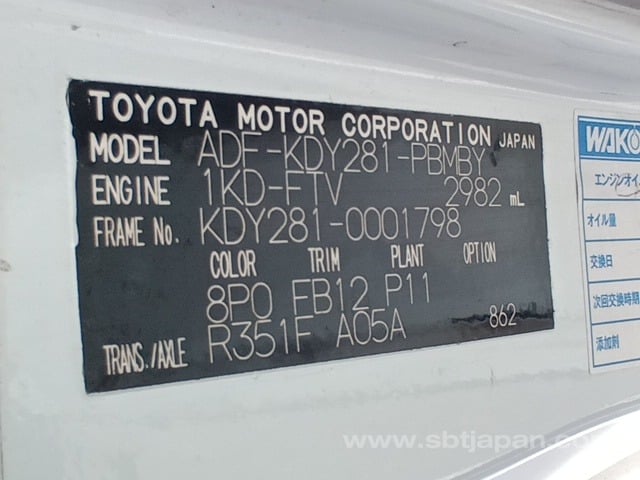 TOYOTA MOTOR CORPORATION JAPAN
MODEL ADF-KDY281-PBMBY
ENGINE 1KD-FTV 2982 mL
FRAME No. KDY281-0001798
COLOR TRIM PLANT OPTION
8P0 EB12 P11
TRANS./AXLE R351F A05A 862
WAKO
エンジンオイ
オイル量
交換日
次回交換時期
添加剤
www.sbtjapan.com